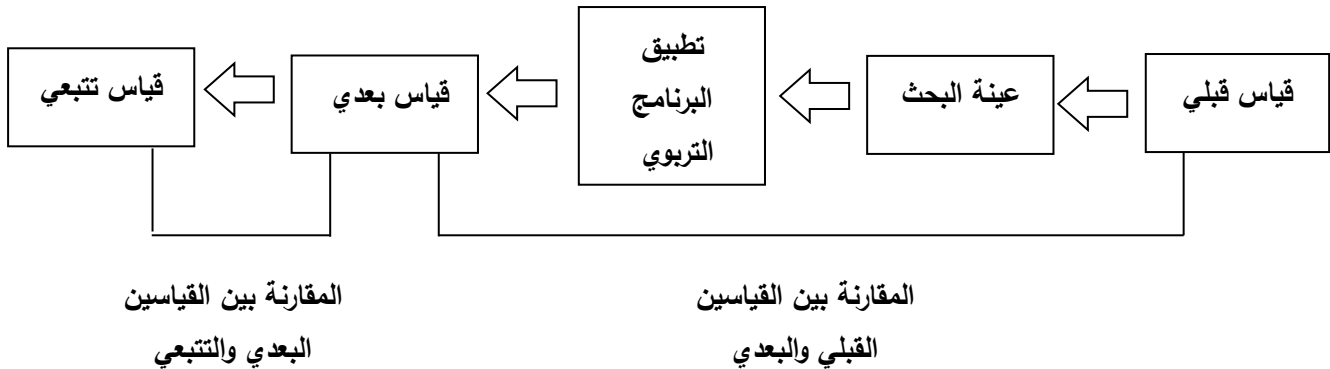 قياس قبلي
عينة البحث
تطبيق
البرنامج
التربوي
قياس بعدي
قياس تتبعي
المقارنة بين القياسين
القبلي والبعدي
المقارنة بين القياسين
البعدي والتتبعي